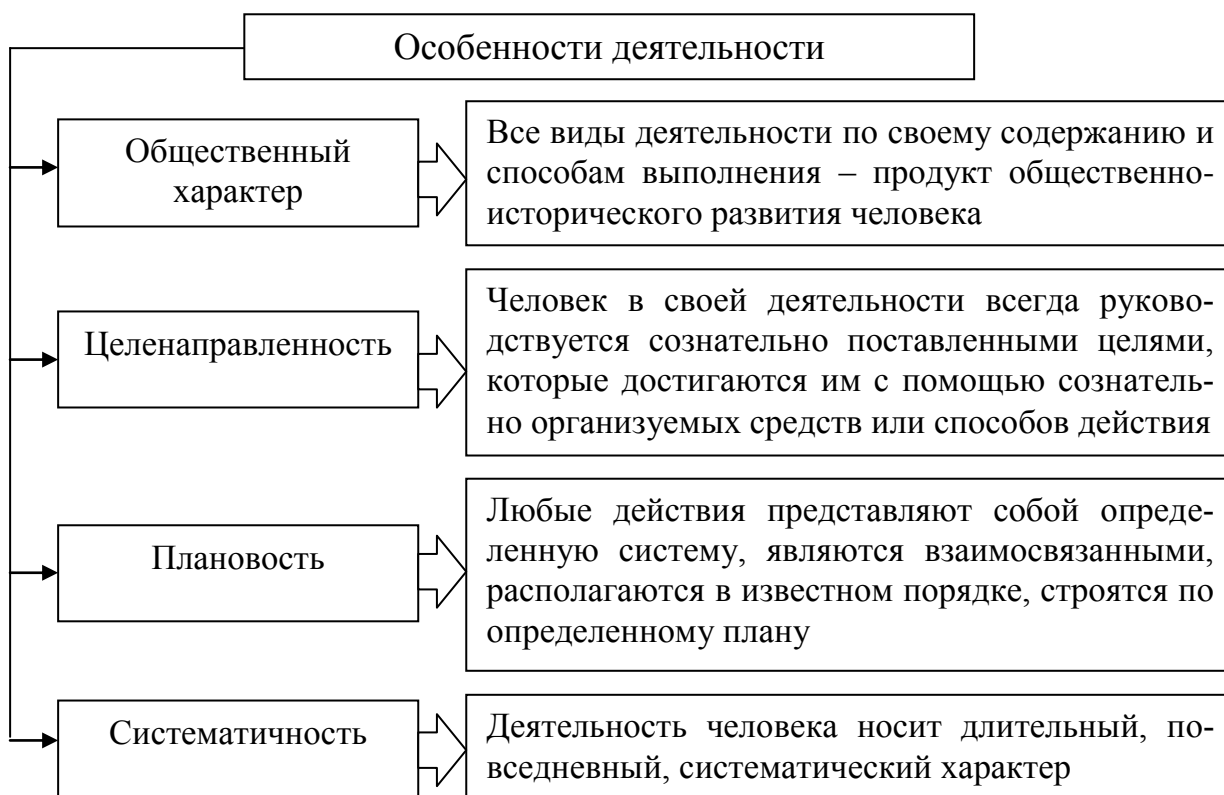 Особенности деятельности
Общественный
характер
Все виды деятельности по своему содержанию и
способам выполнения – продукт общественно-
исторического развития человека
Целенаправленность
Человек в своей деятельности всегда руково-
дствуется сознательно поставленными целями,
которые достигаются им с помощью сознатель-
но организуемых средств или способов действия
Плановость
Любые действия представляют собой опреде-
ленную систему, являются взаимосвязанными,
располагаются в известном порядке, строятся по
определенному плану
Систематичность
Деятельность человека носит длительный, по-
вседневный, систематический характер